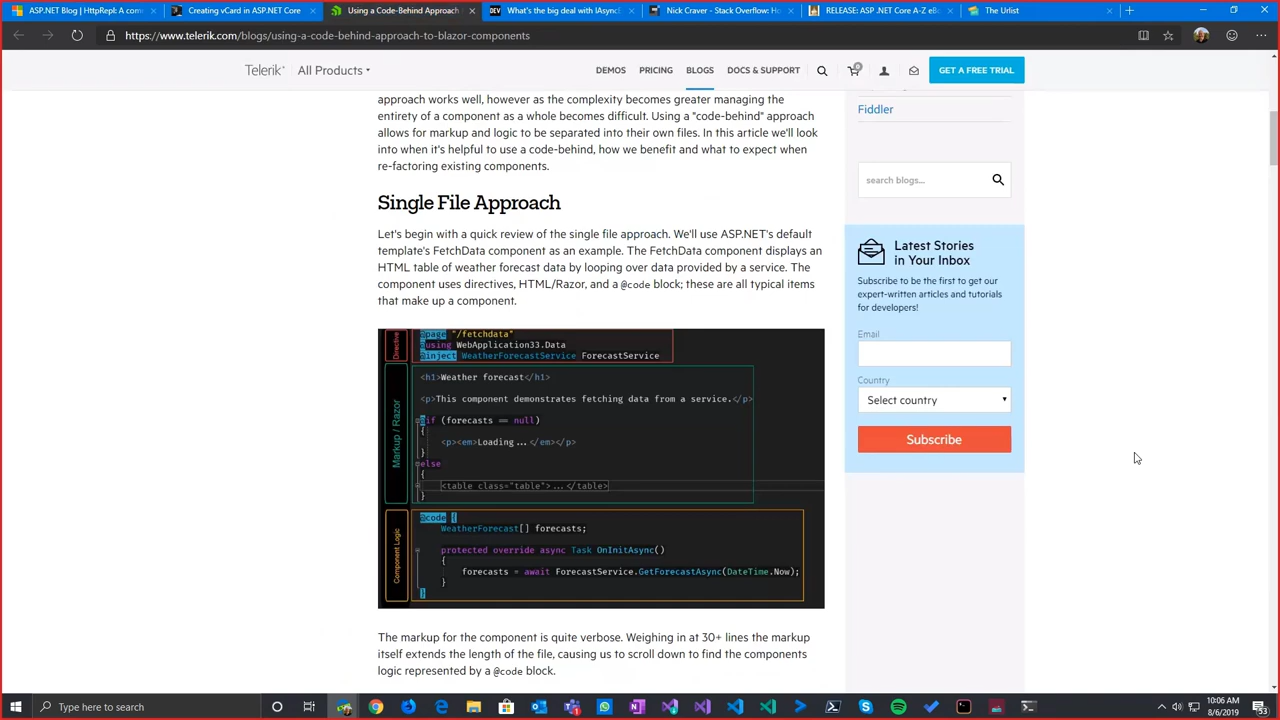 ASP.NET Blog | HttpRepl: A com
Creating vCard in ASP.NET Core
Using a Code-Behind Approach
What's the big deal with IAsyncE
Nick Craver - Stack Overflow: Ho
RELEASE: ASP .NET Core A-Z eBo
The Urlist
https://www.telerik.com/blogs/using-a-code-behind-approach-to-blazor-components
Telerik
All Products
DEMOS
PRICING
BLOGS
DOCS & SUPPORT
0
GET A FREE TRIAL
approach works well, however as the complexity becomes greater managing the
entirety of a component as a whole becomes difficult. Using a "code-behind" approach
allows for markup and logic to be separated into their own files. In this article we'll look
into when it's helpful to use a code-behind, how we benefit and what to expect when
re-factoring existing components.
Single File Approach
Let's begin with a quick review of the single file approach. We'll use ASP.NET's default
template's FetchData component as an example. The FetchData component displays an
HTML table of weather forecast data by looping over data provided by a service. The
component uses directives, HTML/Razor, and a @code block; these are all typical items
that make up a component.
Directive
@page "/fetchdata"
@using WebApplication33.Data
@inject WeatherForecastService ForecastService
Markup / Razor
<h1>Weather forecast</h1>
<p>This component demonstrates fetching data from a service.</p>
@if (forecasts == null)
{
<p><em>Loading...</em></p>
}
else
{
<table class="table">...</table>
}
Component Logic
@code {
WeatherForecast[] forecasts;
protected override async Task OnInitAsync()
{
forecasts = await ForecastService.GetForecastAsync(DateTime.Now);
}
}
The markup for the component is quite verbose. Weighing in at 30+ lines the markup
itself extends the length of the file, causing us to scroll down to find the components
logic represented by a @code block.
Fiddler
search blogs...
Latest Stories
in Your Inbox
Subscribe to be the first to get our
expert-written articles and tutorials
for developers!
Email
Country
Select country
Subscribe
Type here to search
10:06 AM
8/6/2019